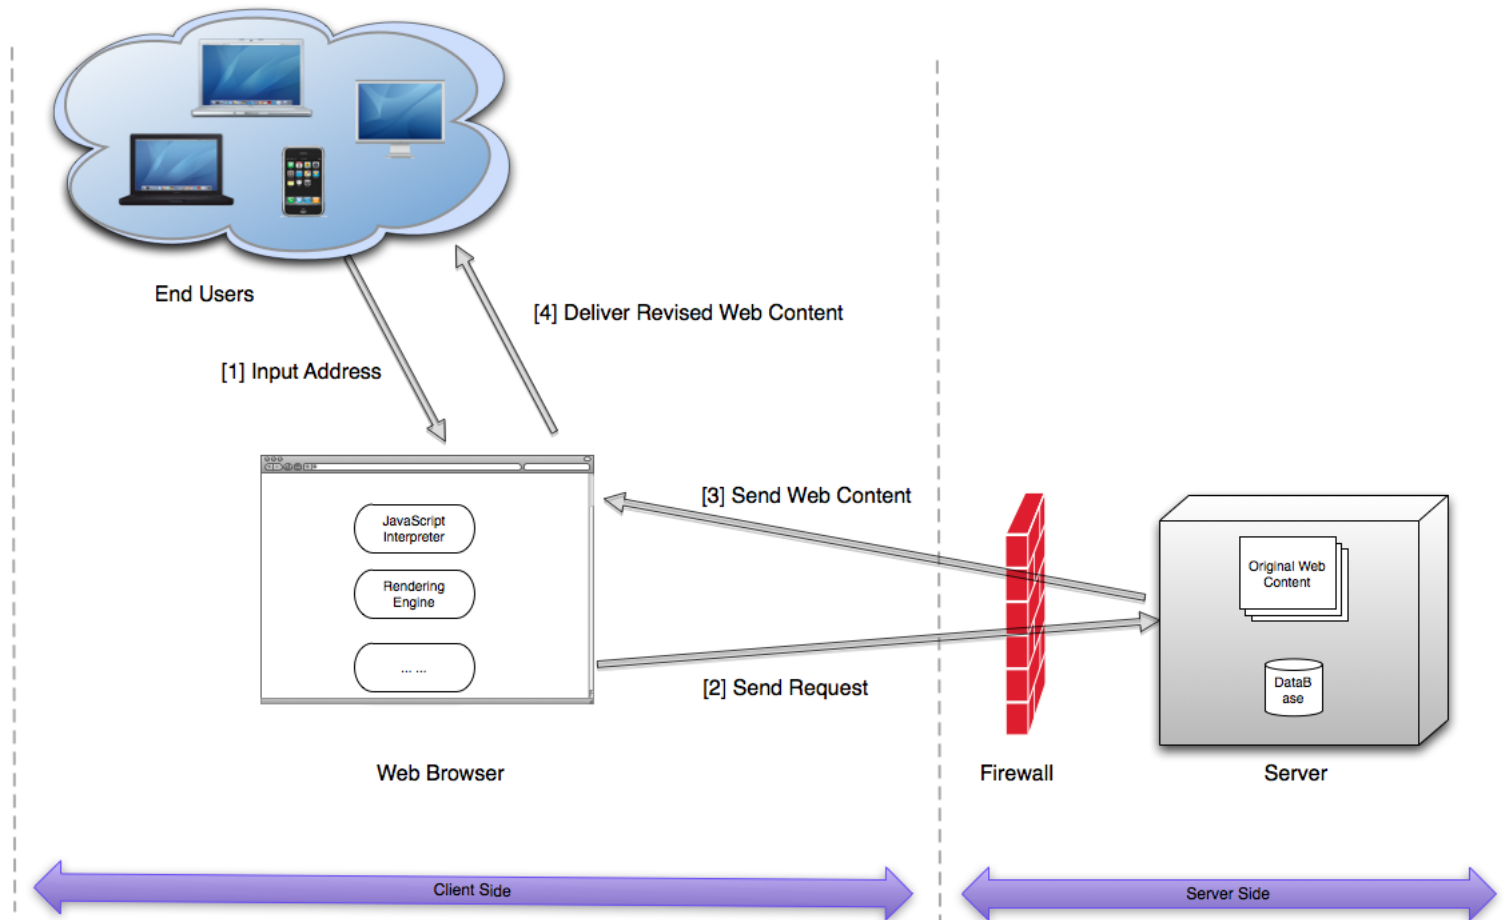 End Users
[4] Deliver Revised Web Content
[1] Input Address
[3] Send Web Content
JavaScript
Interpreter
Rendering
Engine
... ...
[2] Send Request
Original Web
Content
DataB
ase
Web Browser
Firewall
Server
Client Side
Server Side